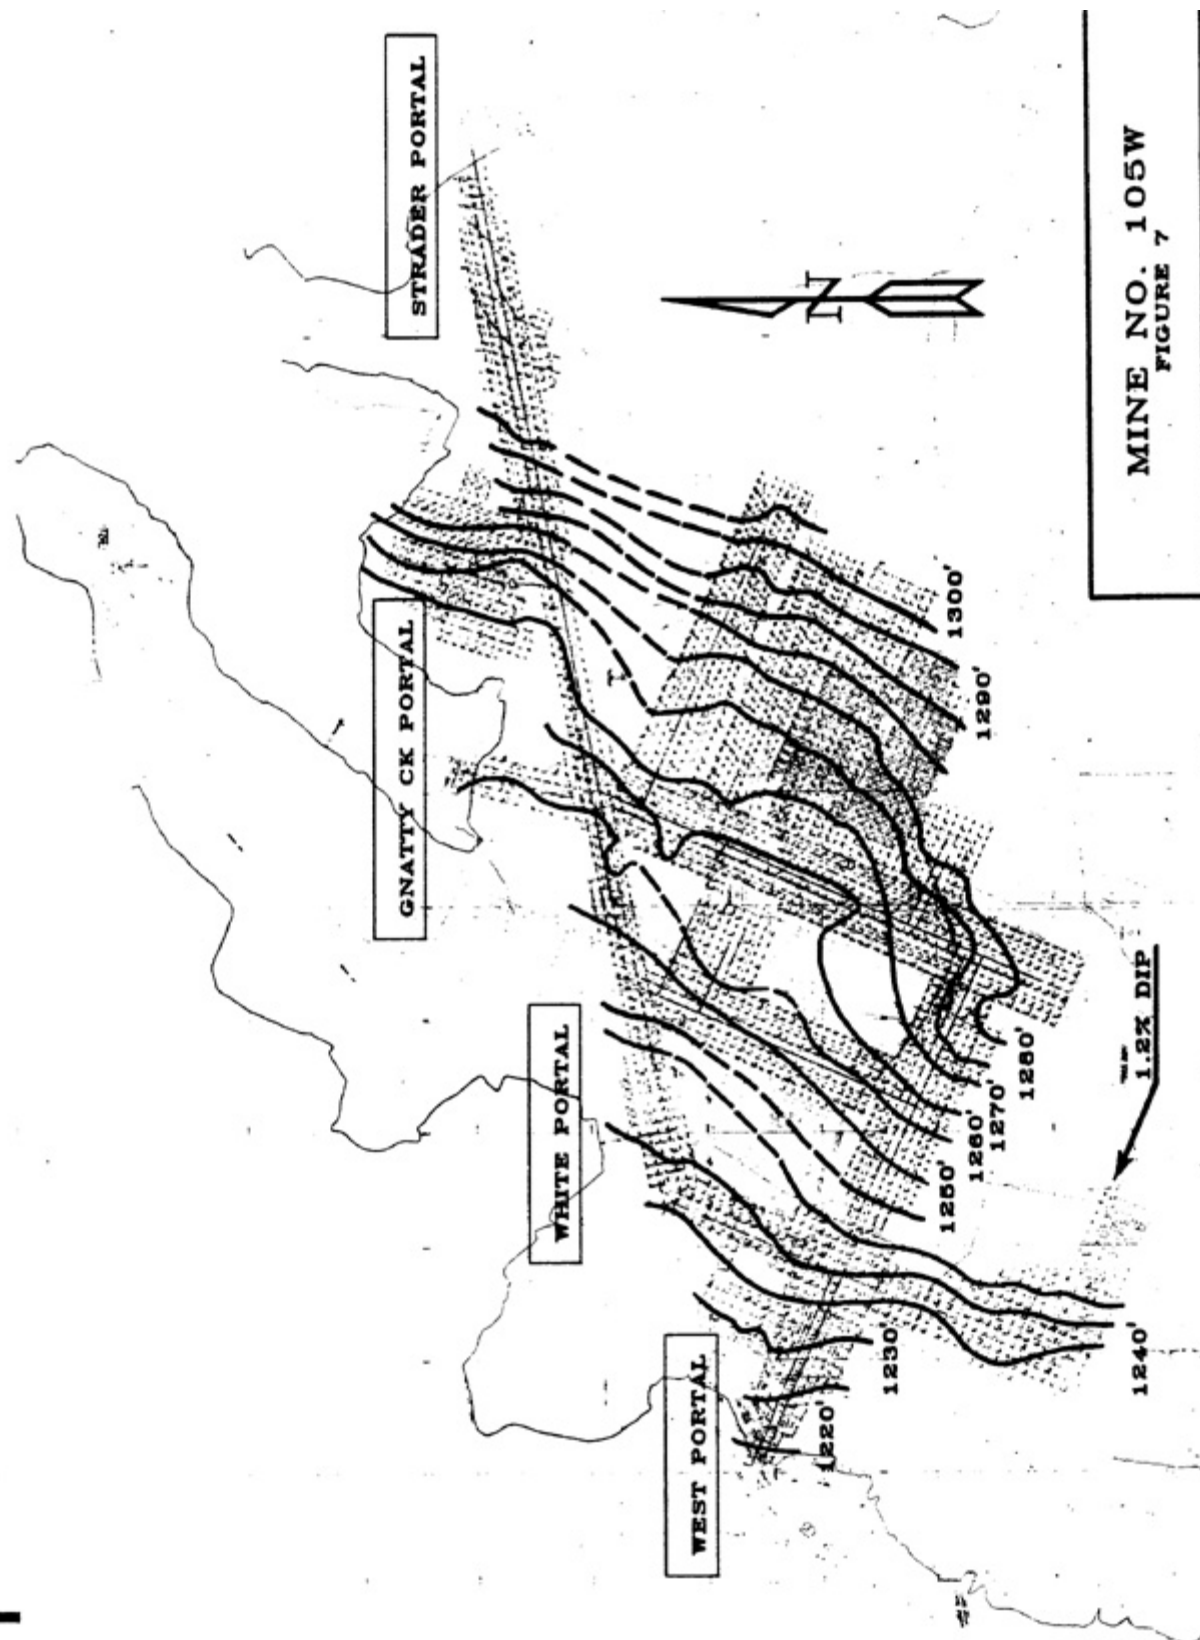 STRADER PORTAL
GNATTY CK PORTAL
WHITE PORTAL
WEST PORTAL
N
1220'
1230'
1240'
1250'
1260'
1270'
1280'
1290'
1300'
1.2% DIP
MINE NO. 105W
FIGURE 7